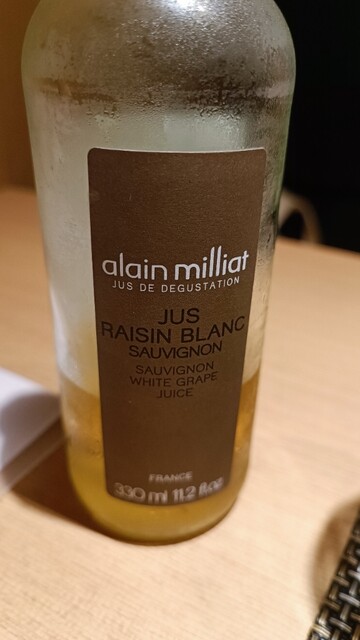 alain milliat
JUS DE DEGUSTATION
JUS
RAISIN BLANC
SAUVIGNON
SAUVIGNON
WHITE GRAPE
JUICE
FRANCE
330 ml 11.2 fl.oz